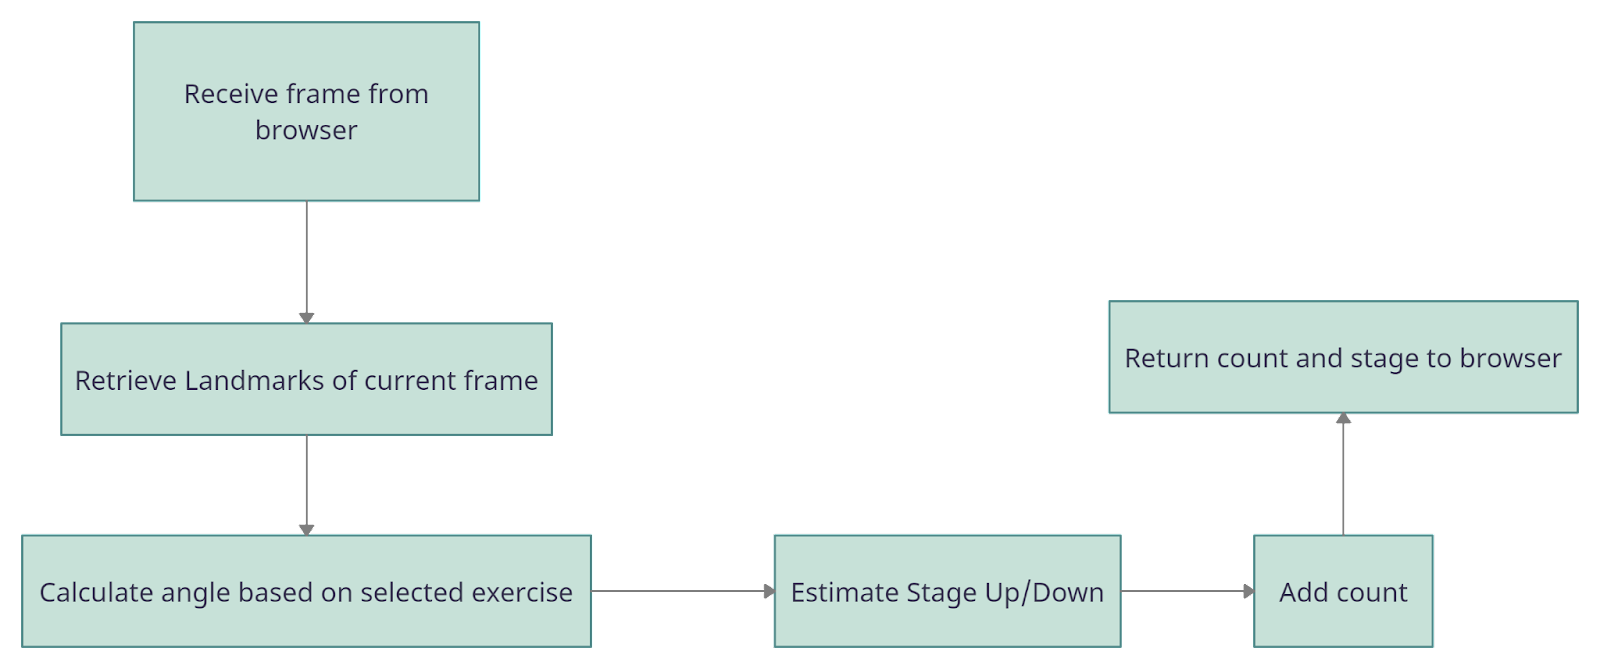 Receive frame from
browser
Retrieve Landmarks of current frame
Calculate angle based on selected exercise
Estimate Stage Up/Down
Add count
Return count and stage to browser